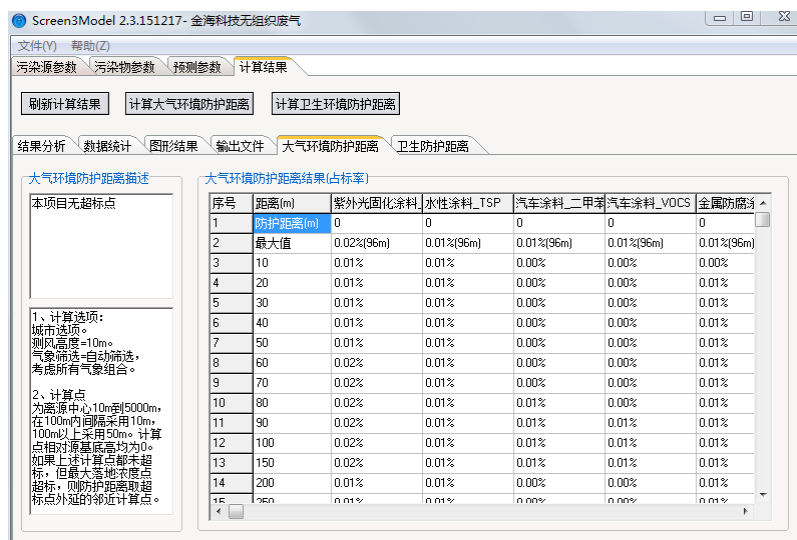 Screen3Model 2.3.151217- 金海科技无组织废气
文件(Y) 帮助(Z)
污染源参数 污染物参数 预测参数 计算结果
刷新计算结果 计算大气环境防护距离 计算卫生环境防护距离
结果分析 数据统计 图形结果 输出文件 大气环境防护距离 卫生防护距离
大气环境防护距离描述
本项目无超标点
1、计算选项：
城市选项。
测风高度=10m。
气象筛选=自动筛选，
考虑所有气象组合。
2、计算点
为离源中心10m到5000m，
在100m内间隔采用10m，
100m以上采用50m。计算
点相对源基底高均为0。
如果上述计算点都未超
标，但最大落地浓度点
超标，则防护距离取超
标点外延的邻近计算点。
大气环境防护距离结果(占标率)
序号 距离(m) 紫外光固化涂料_ 水性涂料_TSP 汽车涂料_二甲苯 汽车涂料_VOCS 金属防腐涂
1 防护距离(m) 0 0 0 0 0
2 最大值 0.02%(96m) 0.01%(96m) 0.01%(96m) 0.01%(96m) 0.01%(96m)
3 10 0.01% 0.01% 0.00% 0.00% 0.00%
4 20 0.01% 0.01% 0.00% 0.00% 0.01%
5 30 0.01% 0.01% 0.00% 0.00% 0.01%
6 40 0.01% 0.01% 0.00% 0.00% 0.01%
7 50 0.01% 0.01% 0.00% 0.00% 0.01%
8 60 0.02% 0.01% 0.00% 0.00% 0.01%
9 70 0.02% 0.01% 0.00% 0.00% 0.01%
10 80 0.02% 0.01% 0.01% 0.01% 0.01%
11 90 0.02% 0.01% 0.01% 0.01% 0.01%
12 100 0.02% 0.01% 0.01% 0.01% 0.01%
13 150 0.02% 0.01% 0.01% 0.01% 0.01%
14 200 0.01% 0.01% 0.00% 0.00% 0.01%
15 250 0.01% 0.01% 0.00% 0.00% 0.01%